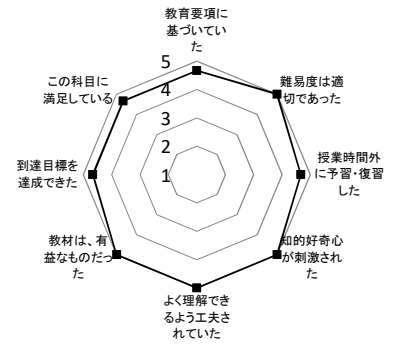 教育要項に
基づいてい
た
難易度は適
切であった
授業時間外
に予習・復習
した
知的好奇心
が刺激され
た
よく理解でき
るよう工夫さ
れていた
教材は、有
益なものだっ
た
到達目標を
達成できた
この科目に
満足している
5
4
3
2
1